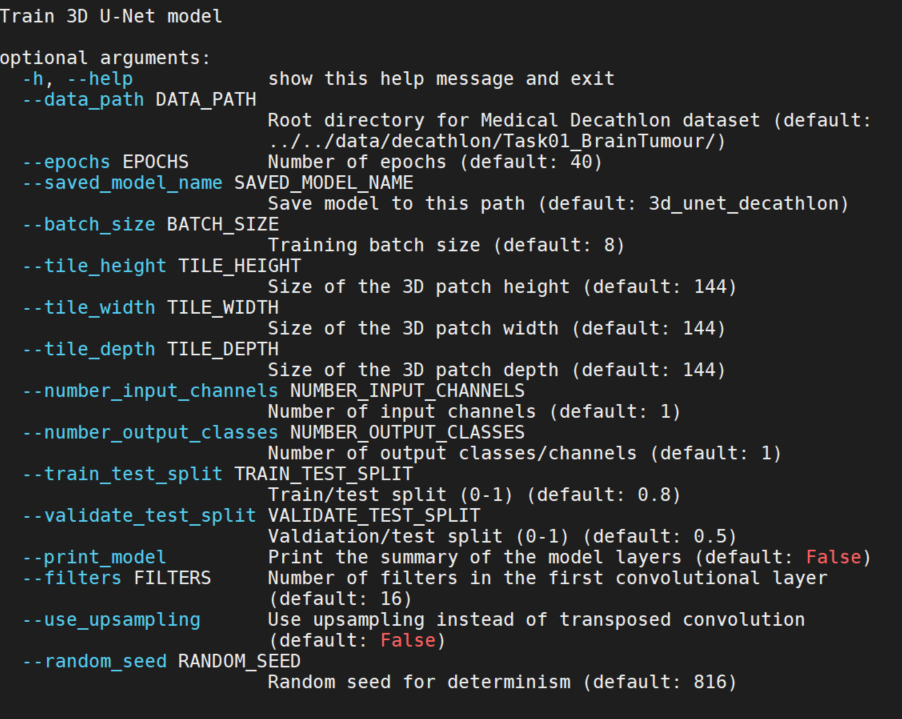 Train 3D U-Net model
optional arguments:
-h, --help show this help message and exit
--data_path DATA_PATH
Root directory for Medical Decathlon dataset (default:
../../data/decathlon/Task01_BrainTumour/)
--epochs EPOCHS Number of epochs (default: 40)
--saved_model_name SAVED_MODEL_NAME
Save model to this path (default: 3d_unet_decathlon)
--batch_size BATCH_SIZE
Training batch size (default: 8)
--tile_height TILE_HEIGHT
Size of the 3D patch height (default: 144)
--tile_width TILE_WIDTH
Size of the 3D patch width (default: 144)
--tile_depth TILE_DEPTH
Size of the 3D patch depth (default: 144)
--number_input_channels NUMBER_INPUT_CHANNELS
Number of input channels (default: 1)
--number_output_classes NUMBER_OUTPUT_CLASSES
Number of output classes/channels (default: 1)
--train_test_split TRAIN_TEST_SPLIT
Train/test split (0-1) (default: 0.8)
--validate_test_split VALIDATE_TEST_SPLIT
Valdiation/test split (0-1) (default: 0.5)
--print_model Print the summary of the model layers (default: False)
--filters FILTERS Number of filters in the first convolutional layer
(default: 16)
--use_upsampling Use upsampling instead of transposed convolution
(default: False)
--random_seed RANDOM_SEED
Random seed for determinism (default: 816)